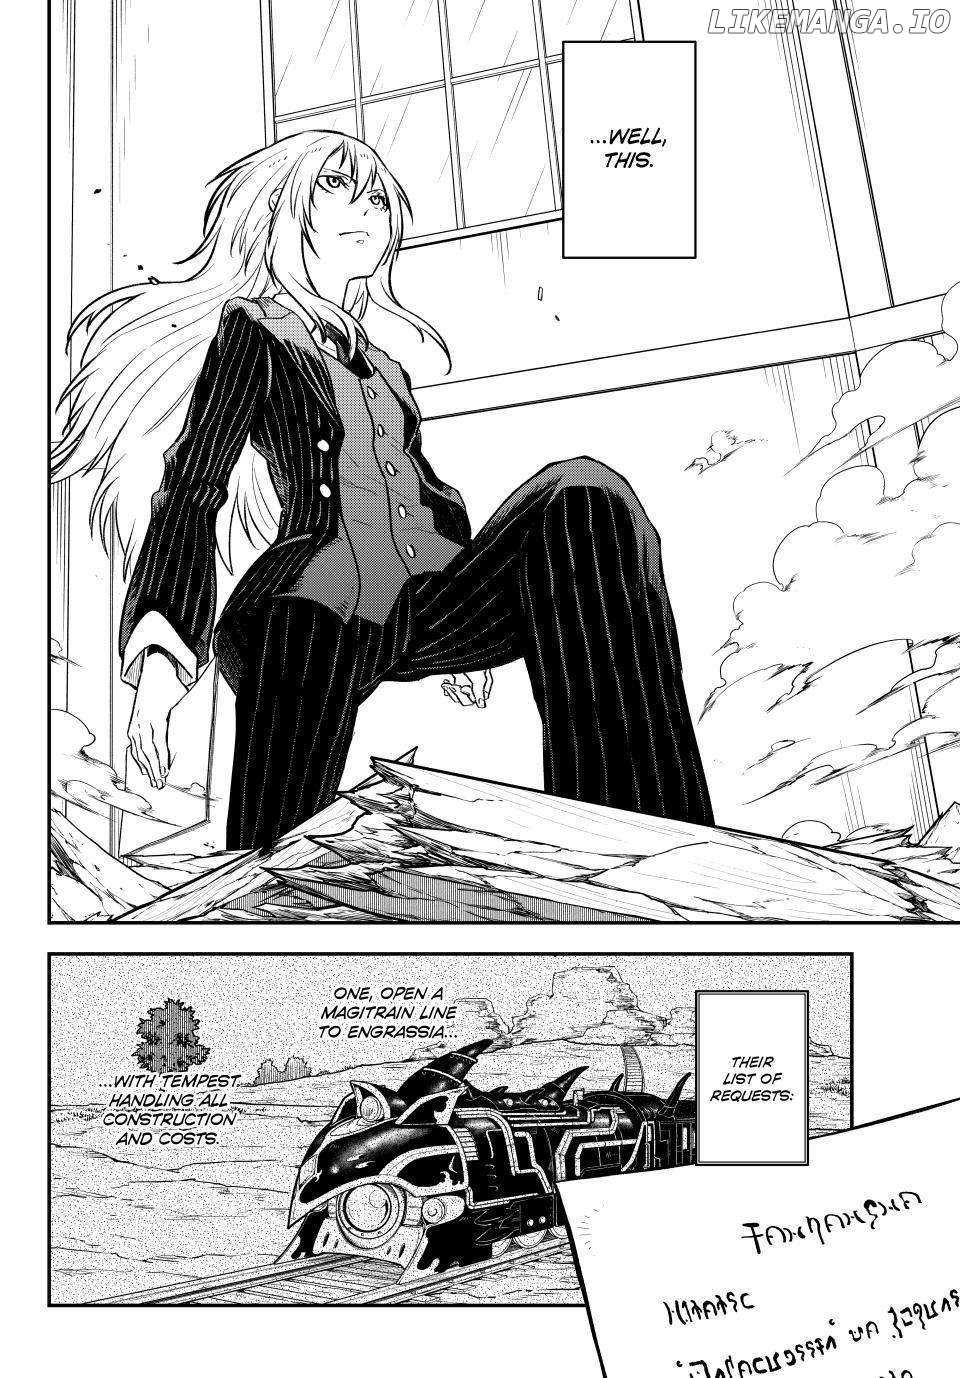 LIKEMANGA.IO
...WELL,
THIS.
ONE, OPEN A
MAGITRAIN LINE
TO ENGRASSIA...
THEIR
LIST OF
REQUESTS:
...WITH TEMPEST
HANDLING ALL
CONSTRUCTION
AND COSTS.